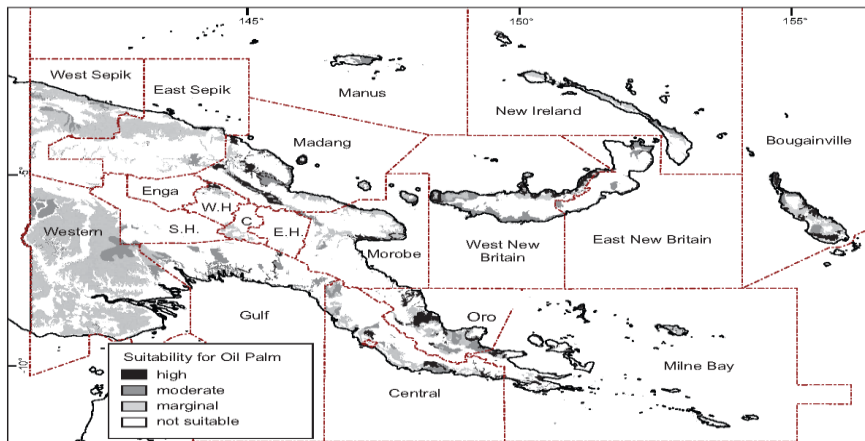 145°
150°
155°
West Sepik
East Sepik
Manus
New Ireland
Madang
Bougainville
-5°
Enga
W.H.
C
Western
S.H.
E.H.
Morobe
West New
Britain
East New Britain
Gulf
Oro
Milne Bay
-10°
Central
Suitability for Oil Palm
high
moderate
marginal
not suitable